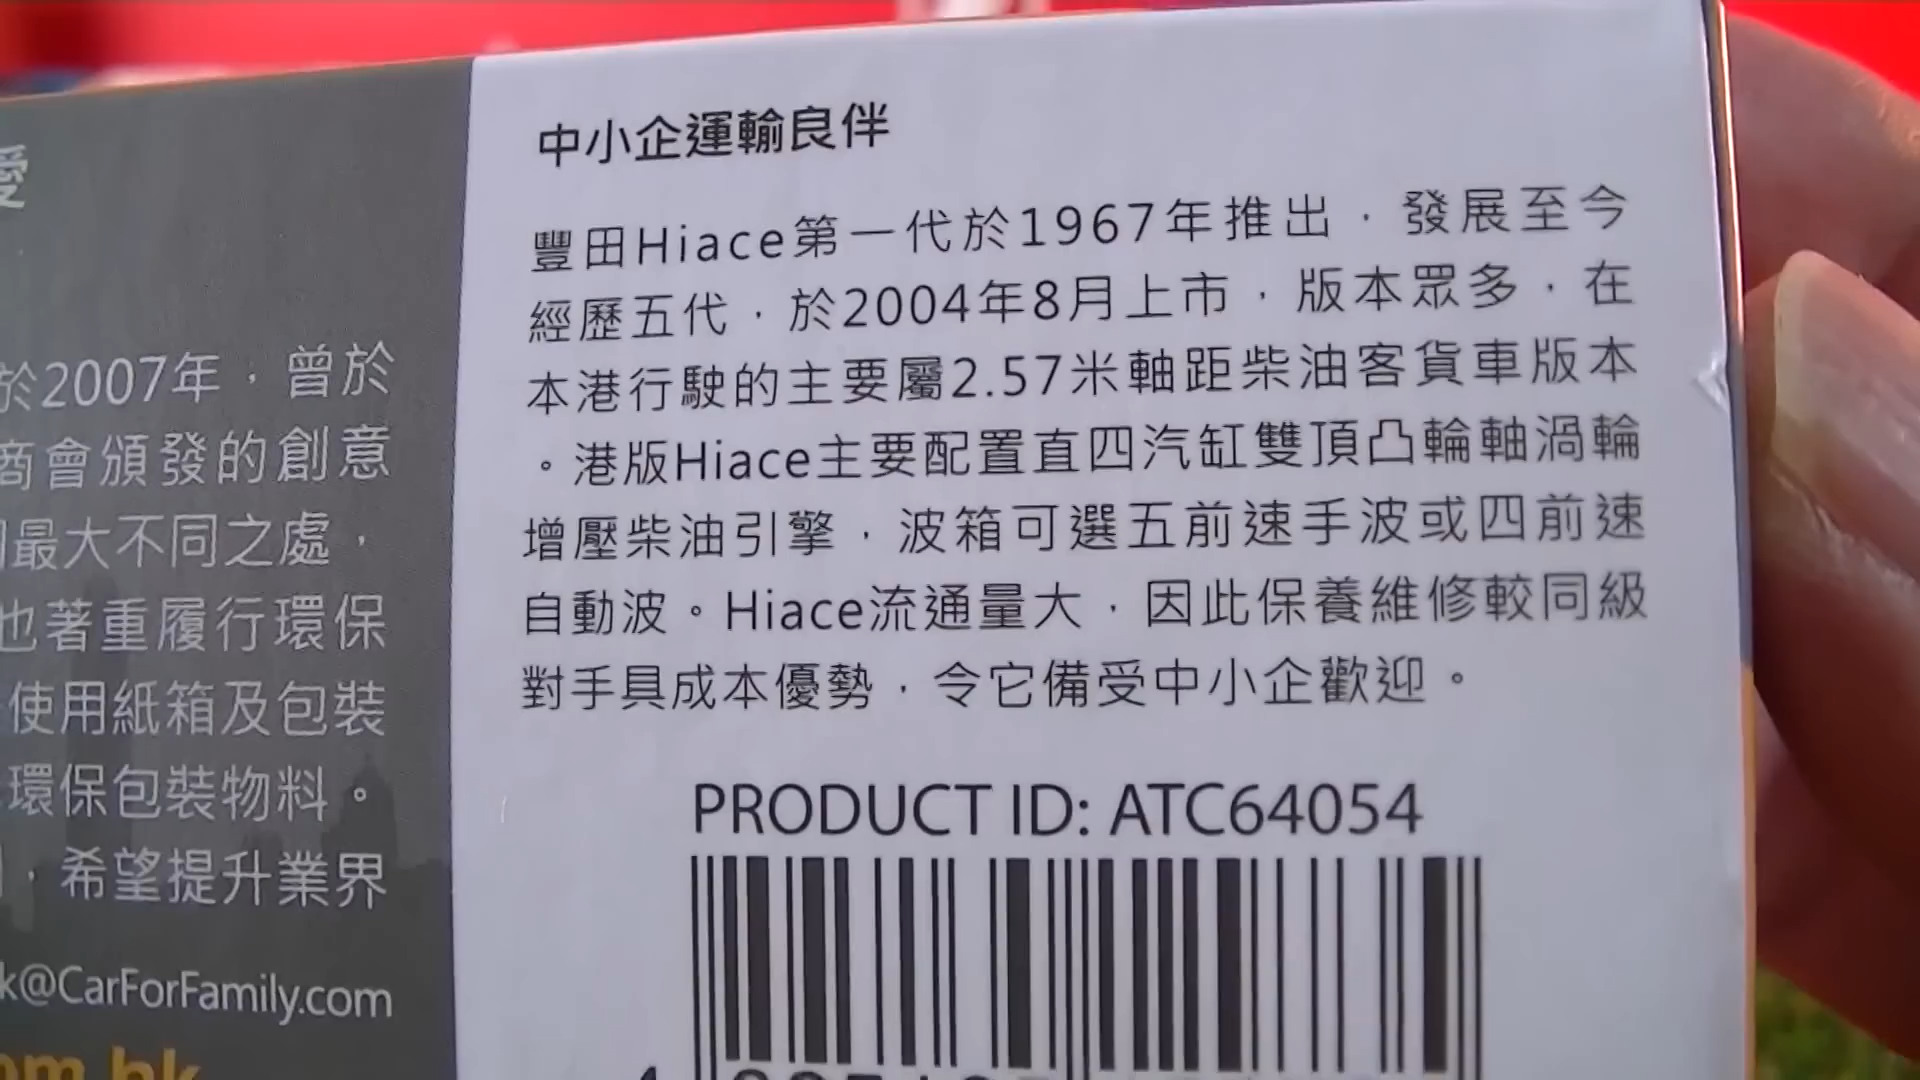 愛
於2007年，曾於
商會頒發的創意
最大不同之處，
也著重履行環保
使用紙箱及包裝
環保包裝物料。
，希望提升業界
k@CarForFamily.com
om.hk
中小企運輸良伴
豐田Hiace第一代於1967年推出，發展至今
經歷五代，於2004年8月上市，版本眾多，在
本港行駛的主要屬2.57米軸距柴油客貨車版本
。港版Hiace主要配置直四汽缸雙頂凸輪軸渦輪
增壓柴油引擎，波箱可選五前速手波或四前速
自動波。Hiace流通量大，因此保養維修較同級
對手具成本優勢，令它備受中小企歡迎。
PRODUCT ID: ATC64054